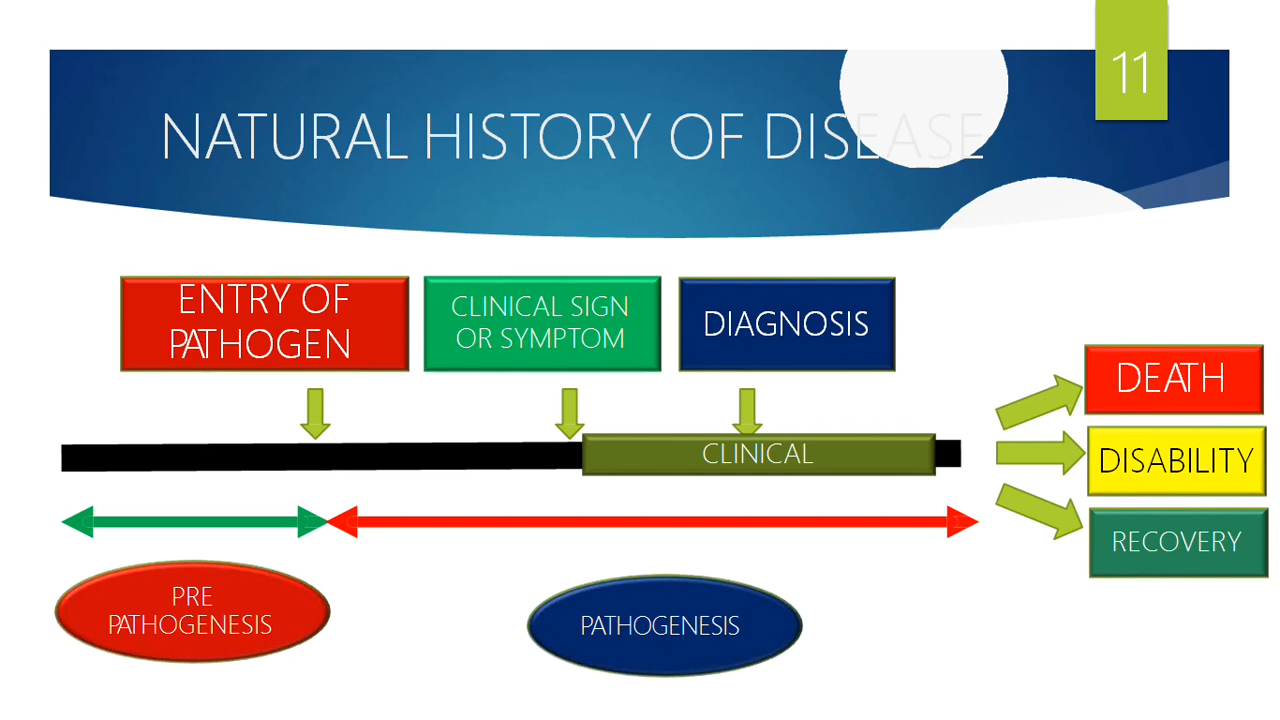 11
NATURAL HISTORY OF DISEASE
ENTRY OF
PATHOGEN
CLINICAL SIGN
OR SYMPTOM
DIAGNOSIS
DEATH
CLINICAL
DISABILITY
RECOVERY
PRE
PATHOGENESIS
PATHOGENESIS